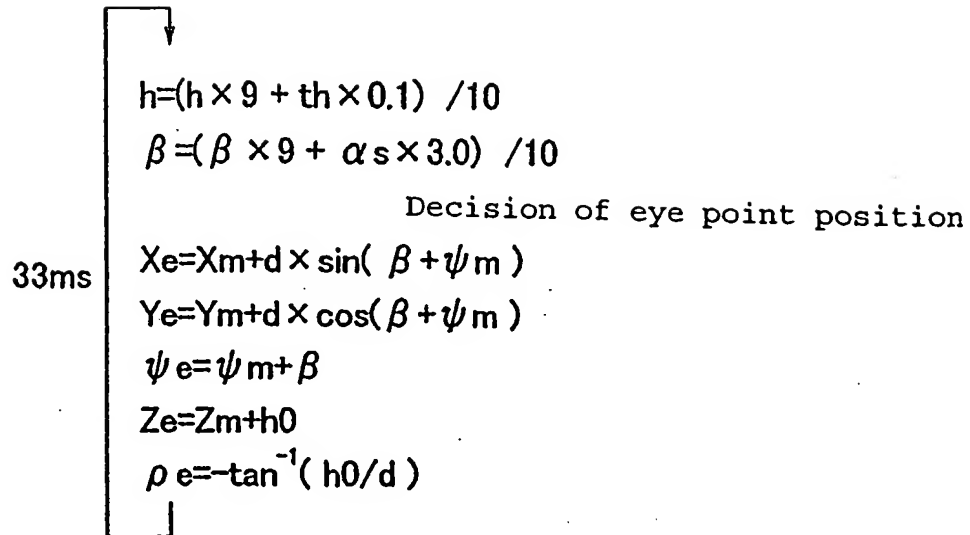 h=(h×9 + th×0.1) /10
β=(β ×9 + αs×3.0) /10
Decision of eye point position
33ms
Xe=Xm+d×sin( β+ψm )
Ye=Ym+d×cos(β+ψm )
ψe=ψm+β
Ze=Zm+h0
ρe=-tan⁻¹( h0/d )